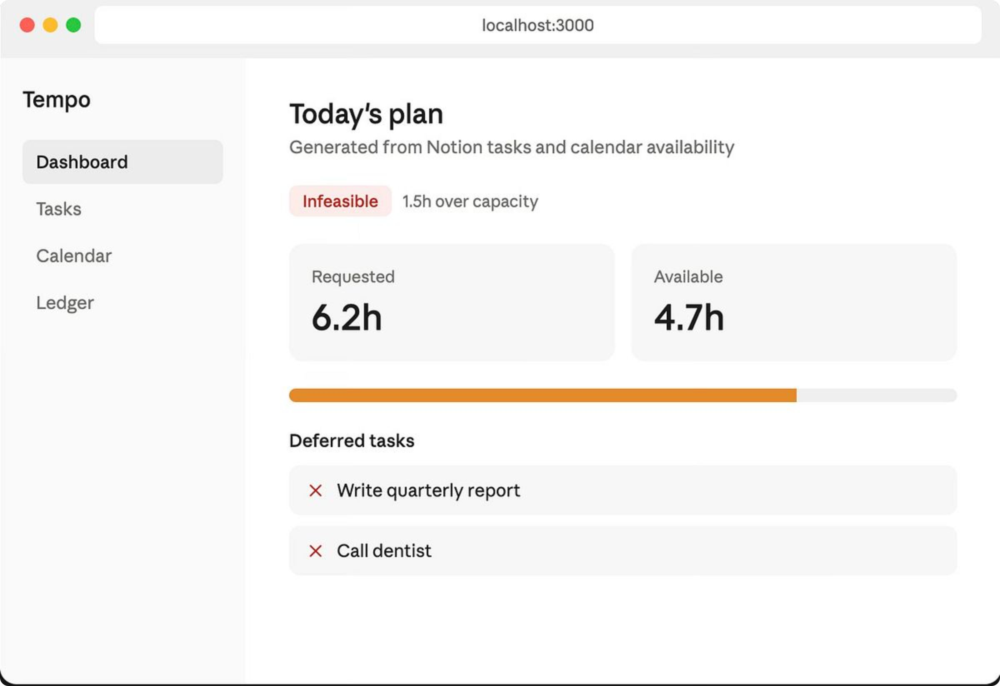 localhost:3000
Tempo
Dashboard
Tasks
Calendar
Ledger
Today's plan
Generated from Notion tasks and calendar availability
Infeasible 1.5h over capacity
Requested Available
6.2h 4.7h
Deferred tasks
Write quarterly report
Call dentist